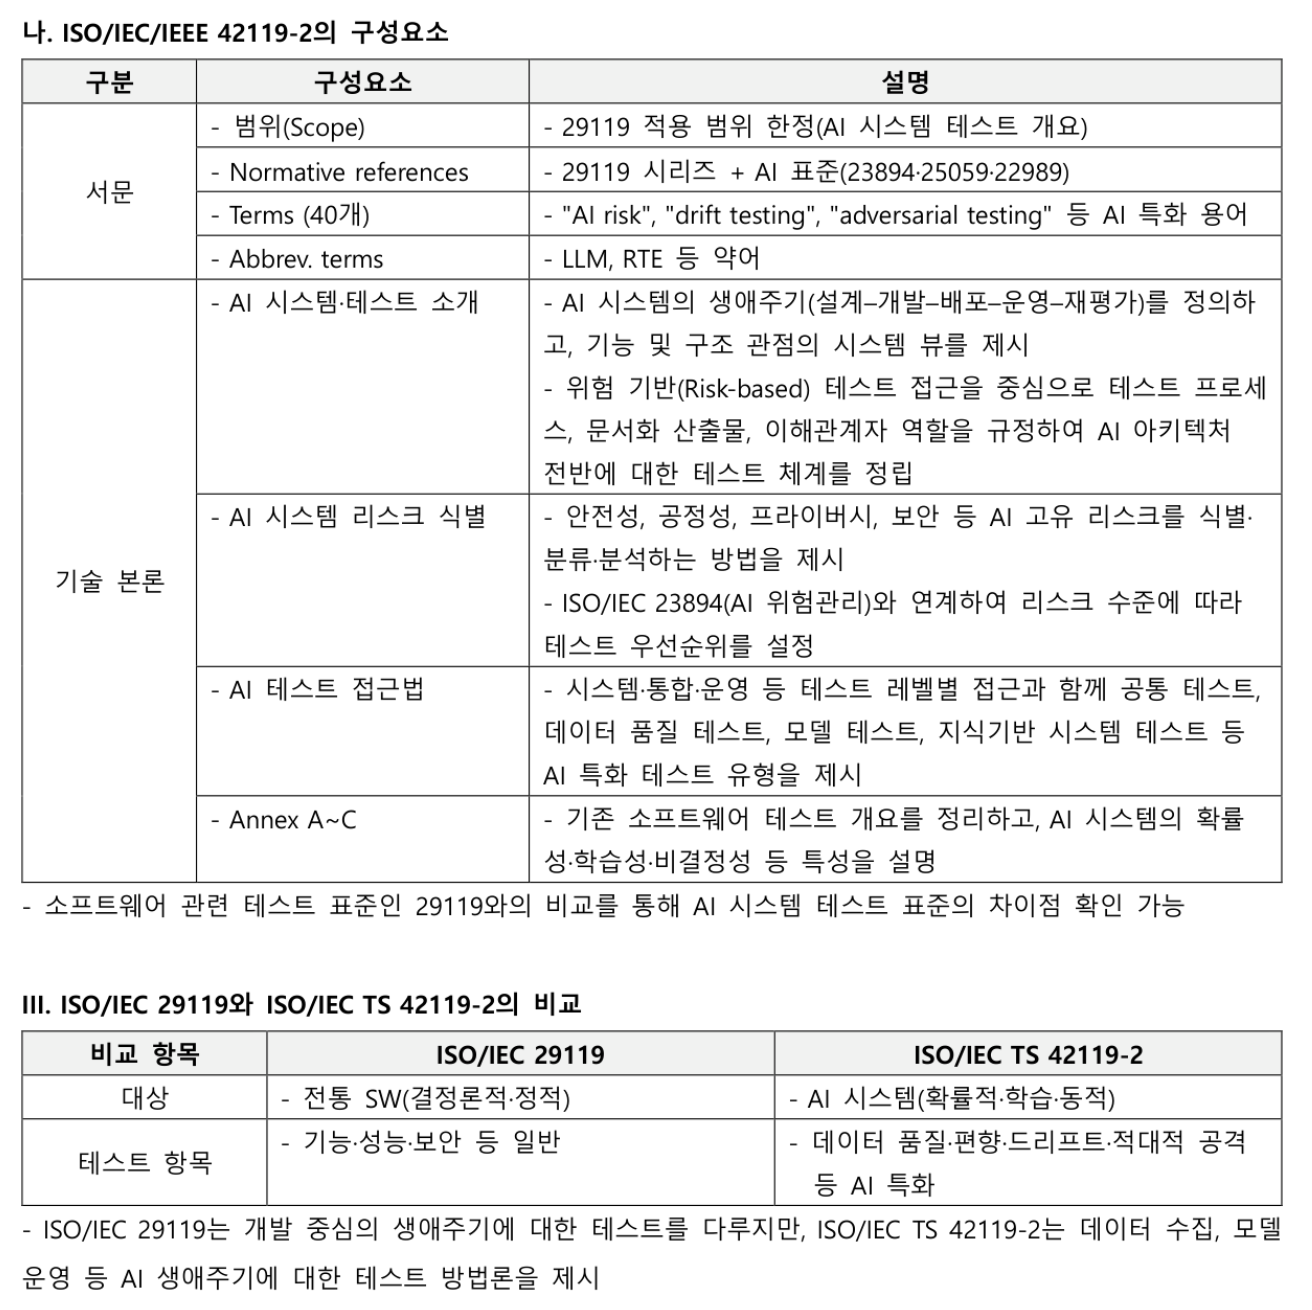 나. ISO/IEC/IEEE 42119-2의 구성요소
구분 구성요소 설명
서문
- 범위(Scope) - 29119 적용 범위 한정(AI 시스템 테스트 개요)
- Normative references - 29119 시리즈 + AI 표준(23894·25059·22989)
- Terms (40개) - "AI risk", "drift testing", "adversarial testing" 등 AI 특화 용어
- Abbrev. terms - LLM, RTE 등 약어
기술 본론
- AI 시스템·테스트 소개 - AI 시스템의 생애주기(설계–개발–배포–운영–재평가)를 정의하
고, 기능 및 구조 관점의 시스템 뷰를 제시
- 위험 기반(Risk-based) 테스트 접근을 중심으로 테스트 프로세
스, 문서화 산출물, 이해관계자 역할을 규정하여 AI 아키텍처
전반에 대한 테스트 체계를 정립
- AI 시스템 리스크 식별 - 안전성, 공정성, 프라이버시, 보안 등 AI 고유 리스크를 식별·
분류·분석하는 방법을 제시
- ISO/IEC 23894(AI 위험관리)와 연계하여 리스크 수준에 따라
테스트 우선순위를 설정
- AI 테스트 접근법 - 시스템·통합·운영 등 테스트 레벨별 접근과 함께 공통 테스트,
데이터 품질 테스트, 모델 테스트, 지식기반 시스템 테스트 등
AI 특화 테스트 유형을 제시
- Annex A~C - 기존 소프트웨어 테스트 개요를 정리하고, AI 시스템의 확률
성·학습성·비결정성 등 특성을 설명
- 소프트웨어 관련 테스트 표준인 29119와의 비교를 통해 AI 시스템 테스트 표준의 차이점 확인 가능
III. ISO/IEC 29119와 ISO/IEC TS 42119-2의 비교
비교 항목 ISO/IEC 29119 ISO/IEC TS 42119-2
대상 - 전통 SW(결정론적·정적) - AI 시스템(확률적·학습·동적)
테스트 항목 - 기능·성능·보안 등 일반 - 데이터 품질·편향·드리프트·적대적 공격
등 AI 특화
- ISO/IEC 29119는 개발 중심의 생애주기에 대한 테스트를 다루지만, ISO/IEC TS 42119-2는 데이터 수집, 모델
운영 등 AI 생애주기에 대한 테스트 방법론을 제시